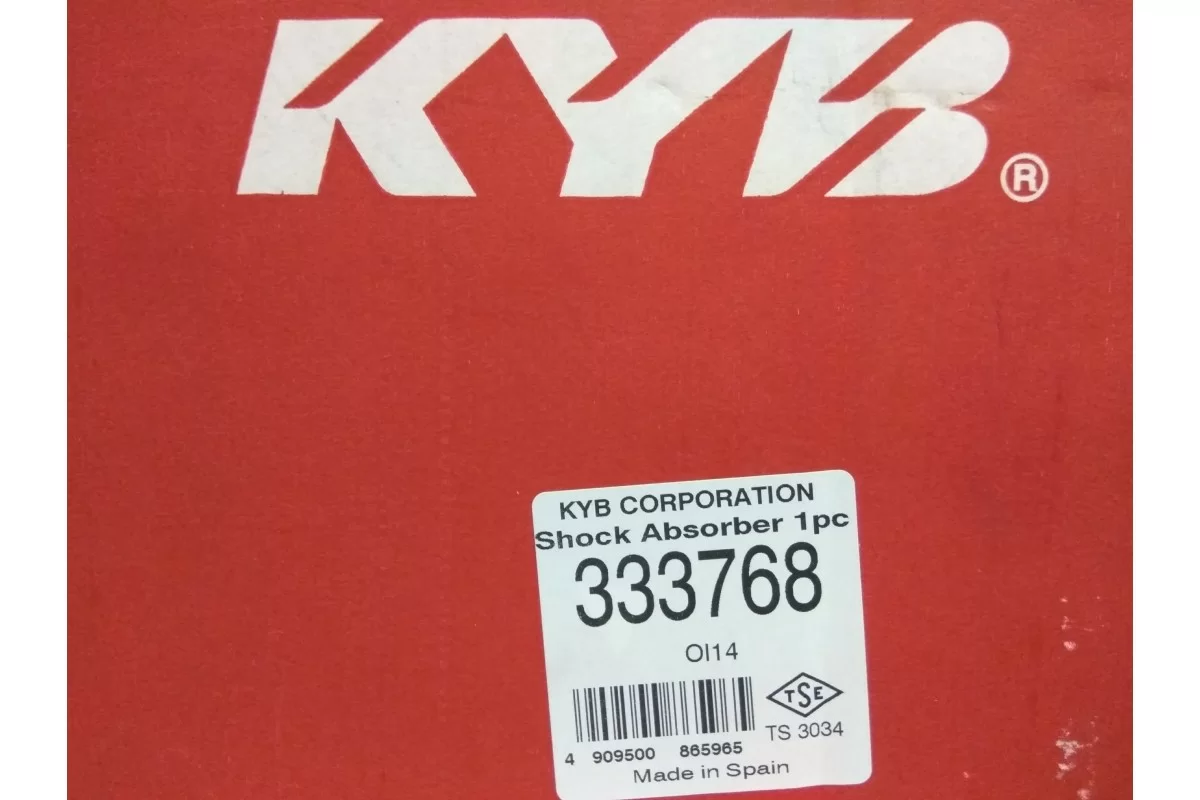 KYB®
KYB CORPORATION
Shock Absorber 1pc
333768
OI14
TSE
TS 3034
4 909500 865965
Made in Spain